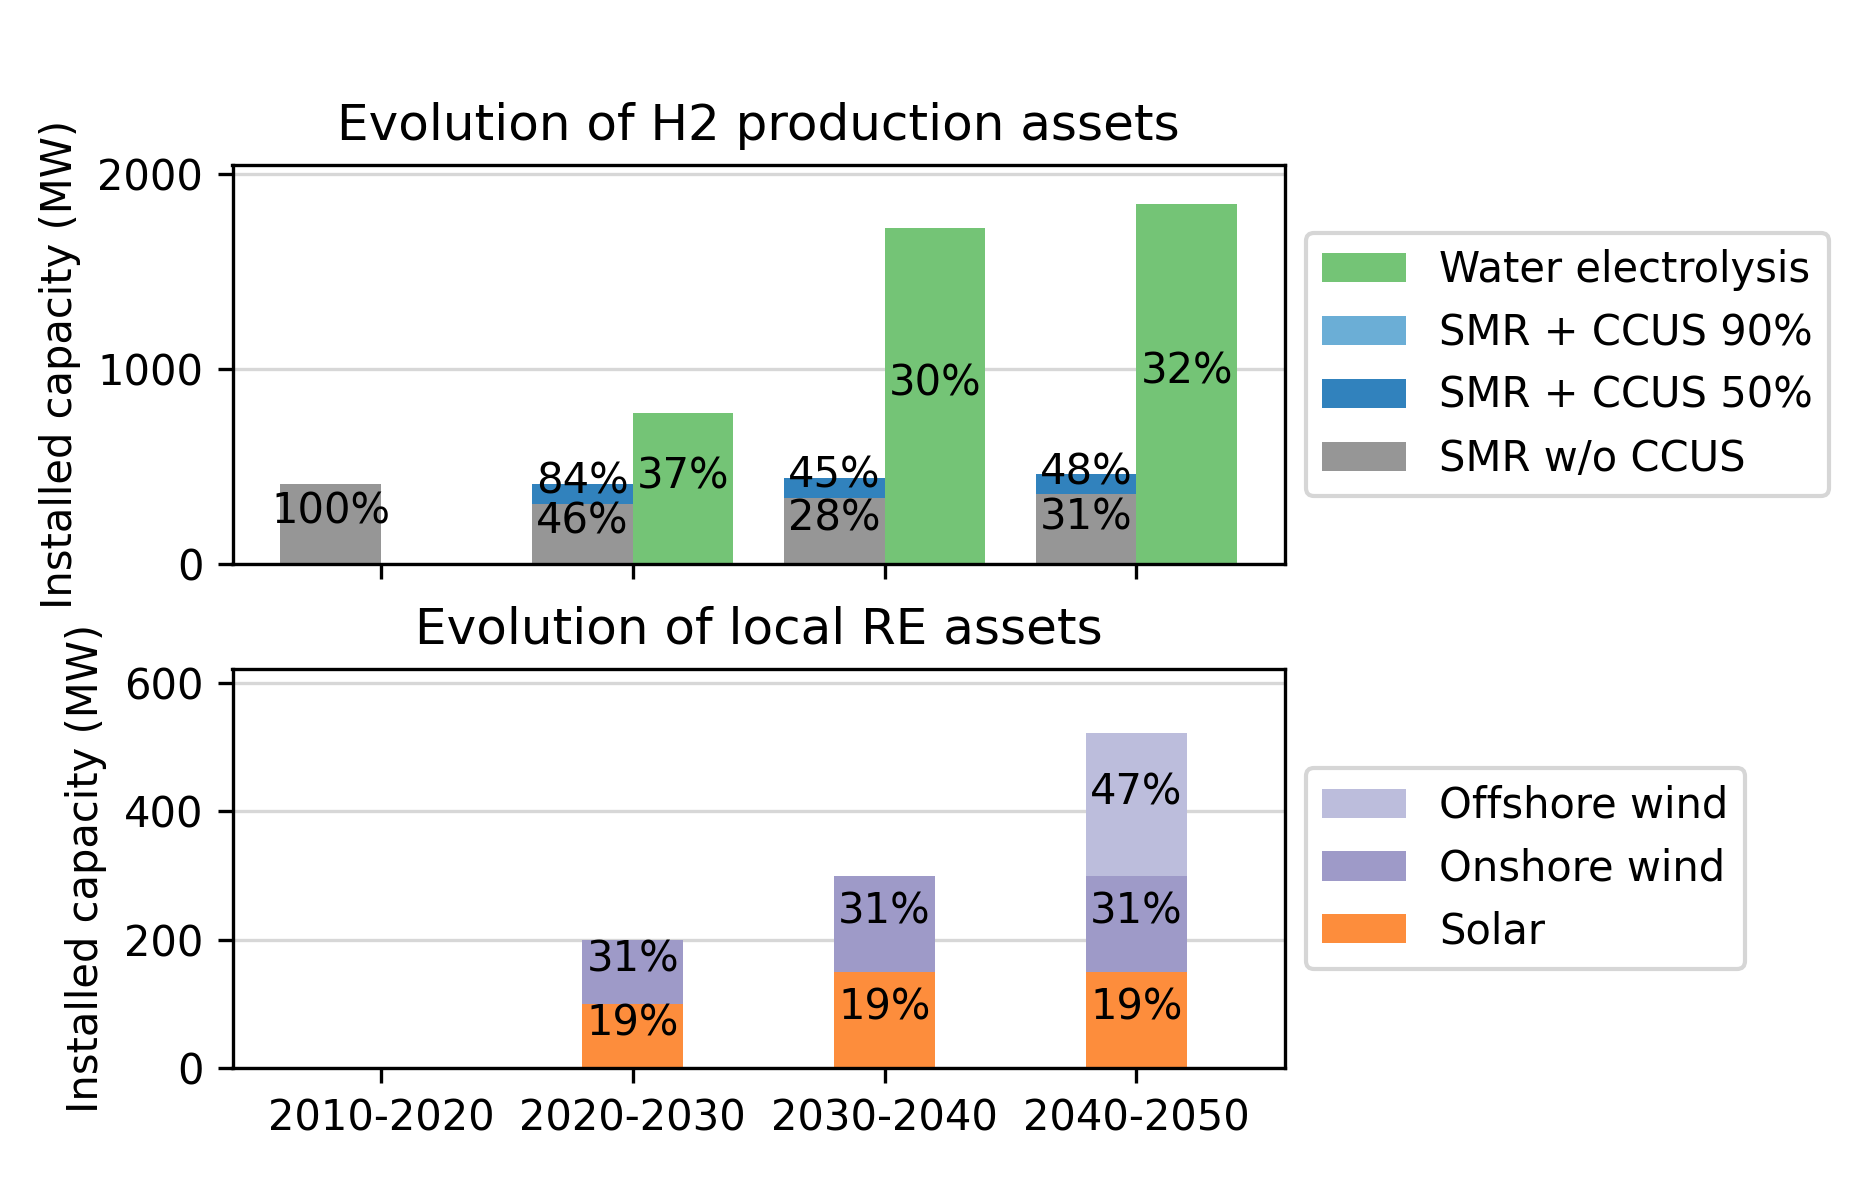 Evolution of H2 production assets
Installed capacity (MW)
2000
1000
0
100%
84%
46%
37%
45%
28%
30%
48%
31%
32%
Water electrolysis
SMR + CCUS 90%
SMR + CCUS 50%
SMR w/o CCUS
Evolution of local RE assets
Installed capacity (MW)
600
400
200
0
31%
19%
31%
19%
47%
31%
19%
2010-2020
2020-2030
2030-2040
2040-2050
Offshore wind
Onshore wind
Solar